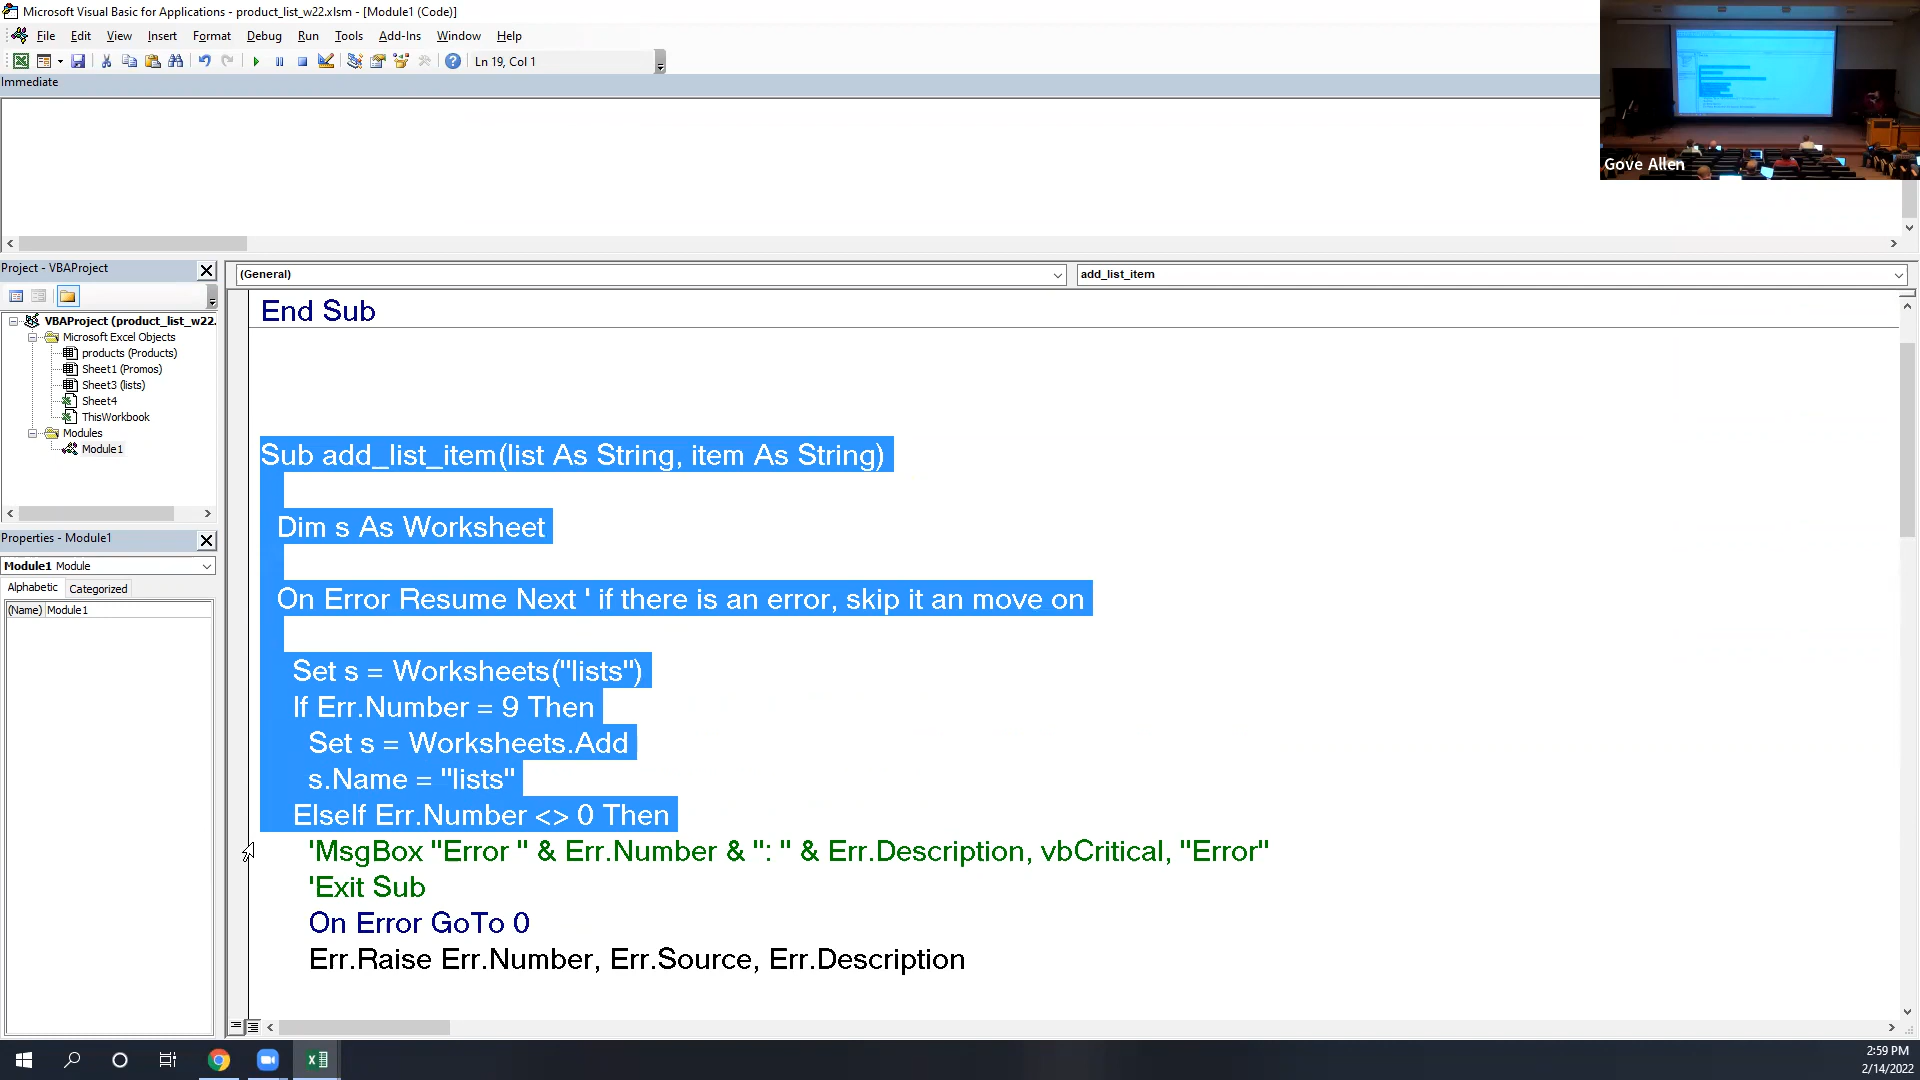 Microsoft Visual Basic for Applications - product_list_w22.xlsm - [Module1 (Code)]
File Edit View Insert Format Debug Run Tools Add-Ins Window Help
Ln 19, Col 1
Immediate
Gove Allen
Project - VBAProject
(General)
add_list_item
VBAProject (product_list_w22.
Microsoft Excel Objects
products (Products)
Sheet1 (Promos)
Sheet3 (lists)
Sheet4
ThisWorkbook
Modules
Module1
Properties - Module1
Module1 Module
Alphabetic Categorized
(Name) Module1
End Sub
Sub add_list_item(list As String, item As String)
Dim s As Worksheet
On Error Resume Next ' if there is an error, skip it an move on
Set s = Worksheets("lists")
If Err.Number = 9 Then
Set s = Worksheets.Add
s.Name = "lists"
ElseIf Err.Number <> 0 Then
'MsgBox "Error " & Err.Number & ": " & Err.Description, vbCritical, "Error"
'Exit Sub
On Error GoTo 0
Err.Raise Err.Number, Err.Source, Err.Description
2:59 PM
2/14/2022